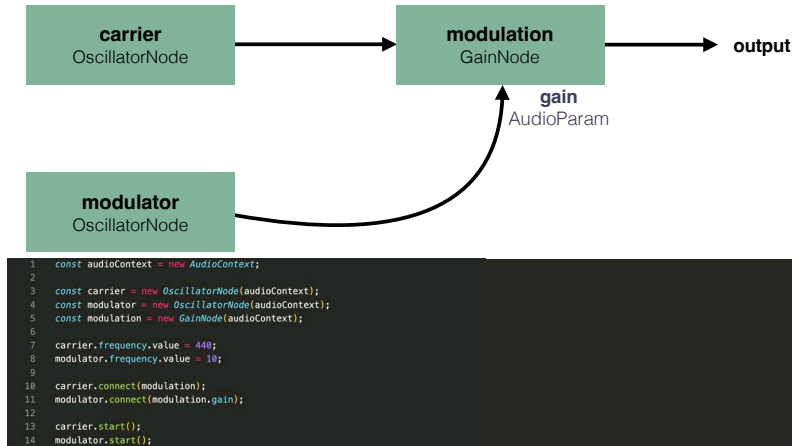 carrier
OscillatorNode
modulation
GainNode
output
gain
AudioParam
modulator
OscillatorNode
1 const audioContext = new AudioContext;
2
3 const carrier = new OscillatorNode(audioContext);
4 const modulator = new OscillatorNode(audioContext);
5 const modulation = new GainNode(audioContext);
6
7 carrier.frequency.value = 440;
8 modulator.frequency.value = 10;
9
10 carrier.connect(modulation);
11 modulator.connect(modulation.gain);
12
13 carrier.start();
14 modulator.start();